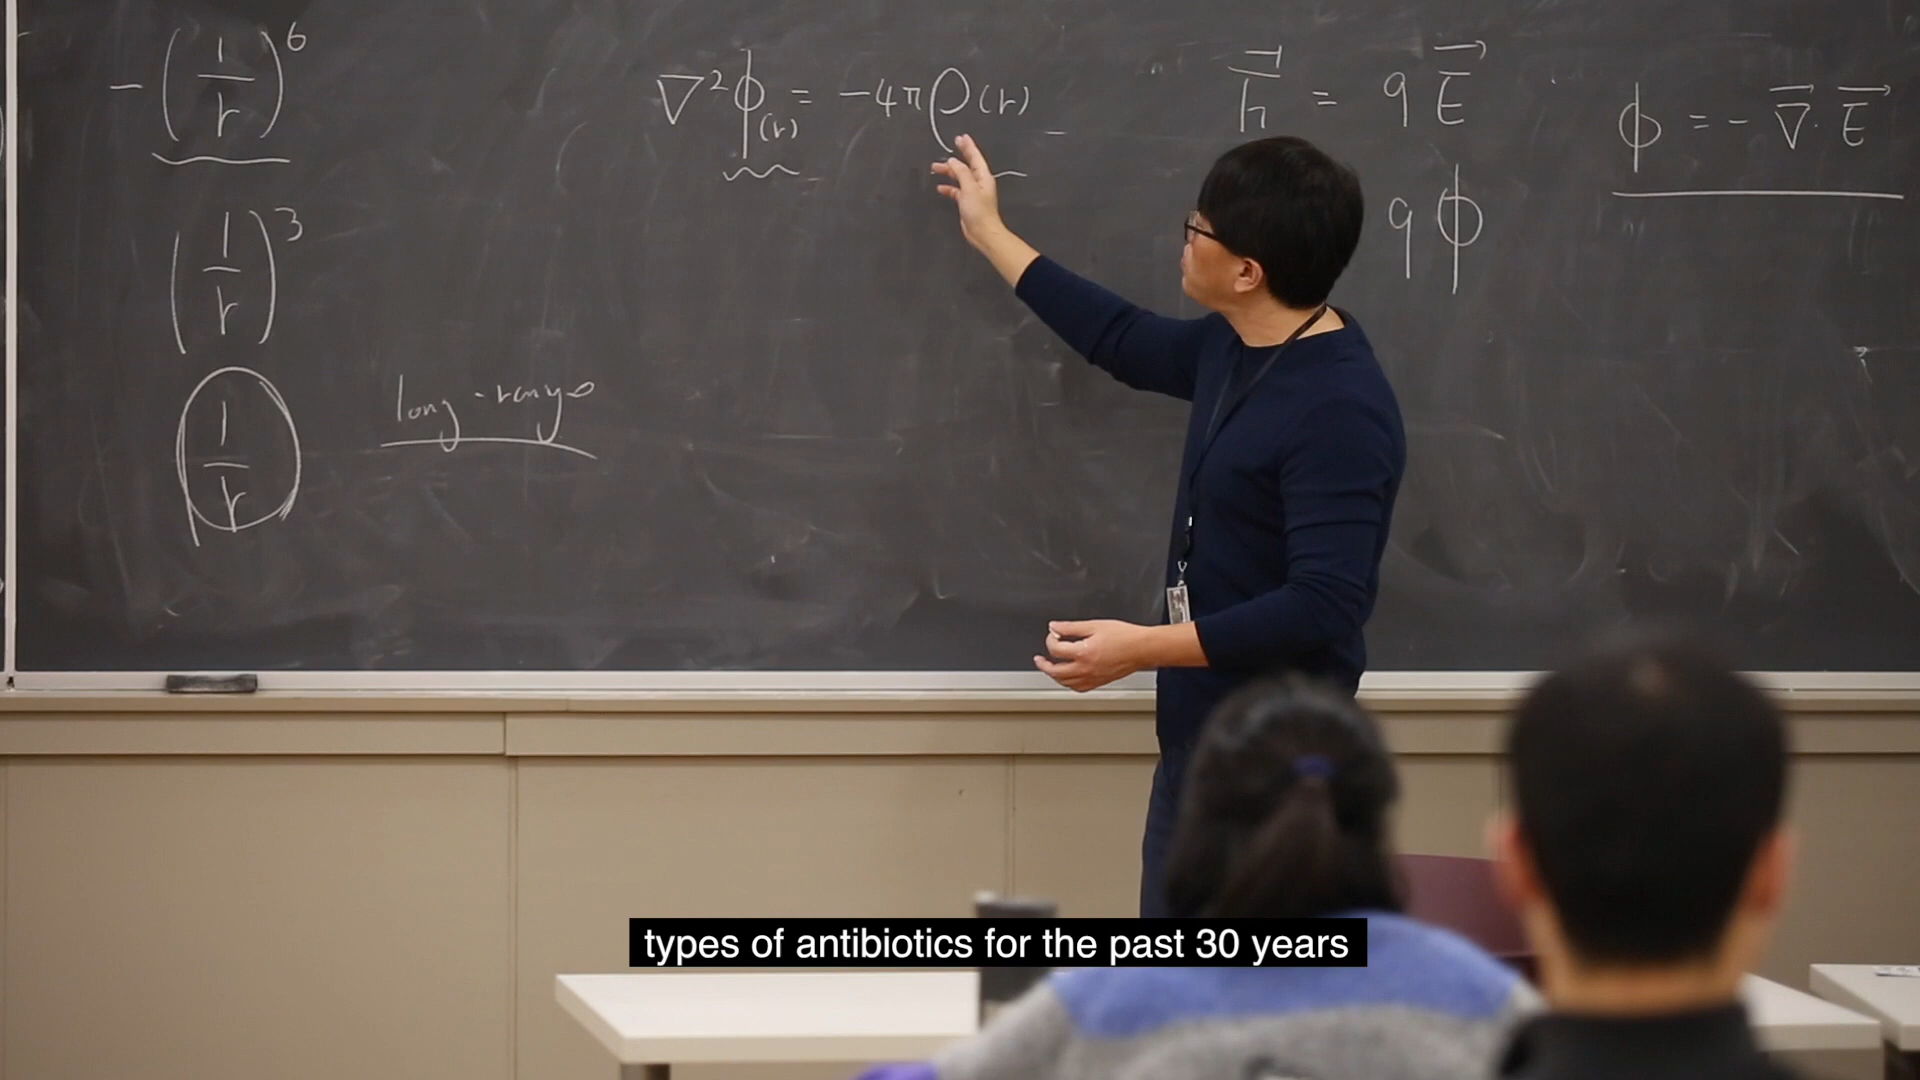 -(1/r)^6
(1/r)^3
(1/r)
long-range
∇²ϕ(r) = -4πρ(r)
h⃗ = qE⃗
qϕ
ϕ = -∇⃗·E⃗
types of antibiotics for the past 30 years